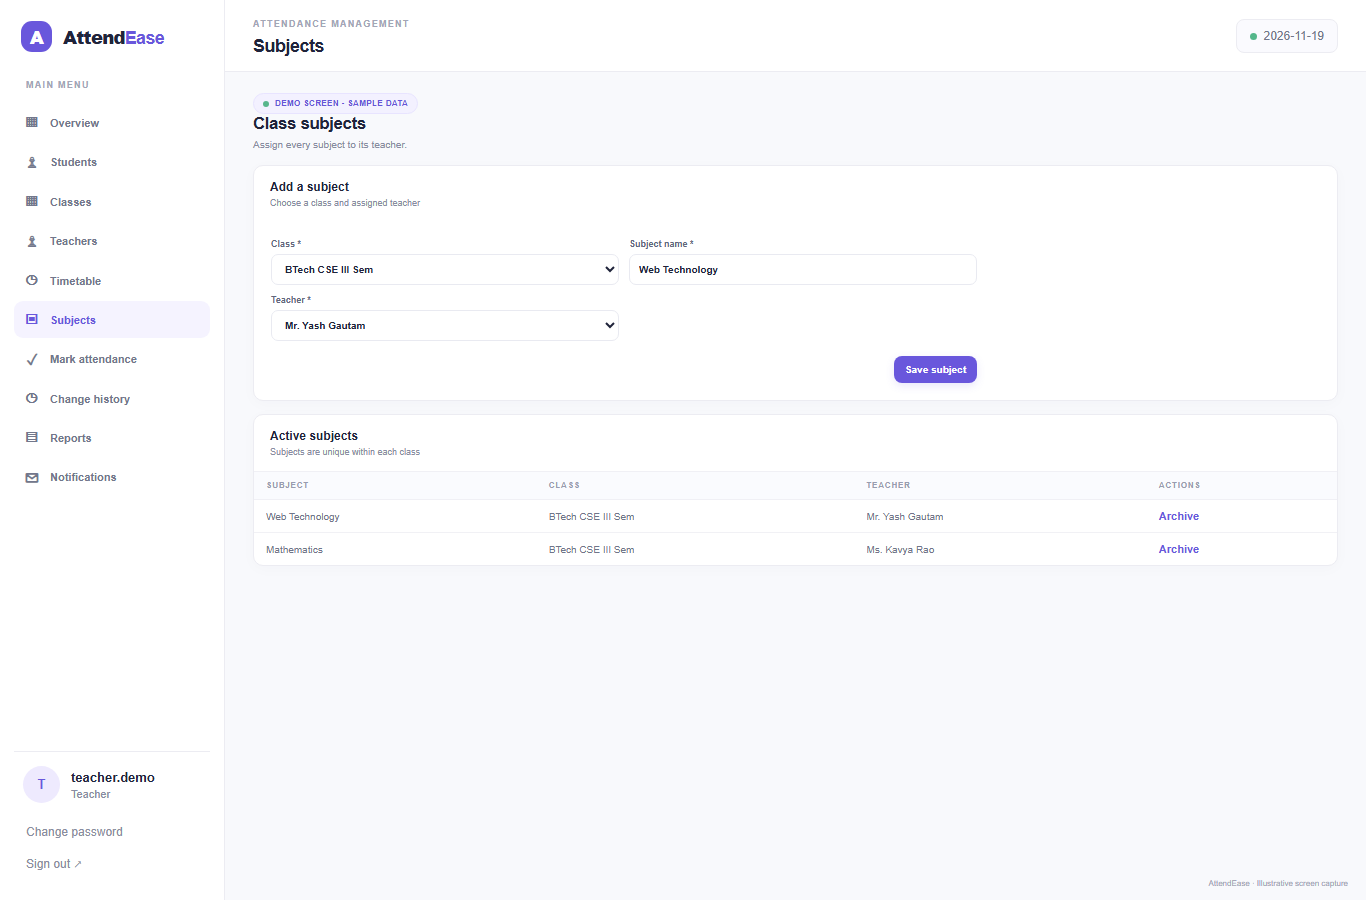 A AttendEase
MAIN MENU
Overview
Students
Classes
Teachers
Timetable
Subjects
Mark attendance
Change history
Reports
Notifications
T
teacher.demo
Teacher
Change password
Sign out ↗
ATTENDANCE MANAGEMENT
Subjects
2026-11-19
DEMO SCREEN - SAMPLE DATA
Class subjects
Assign every subject to its teacher.
Add a subject
Choose a class and assigned teacher
Class * Subject name *
BTech CSE III Sem Web Technology
Teacher *
Mr. Yash Gautam
Save subject
Active subjects
Subjects are unique within each class
SUBJECT CLASS TEACHER ACTIONS
Web Technology BTech CSE III Sem Mr. Yash Gautam Archive
Mathematics BTech CSE III Sem Ms. Kavya Rao Archive
AttendEase · Illustrative screen capture